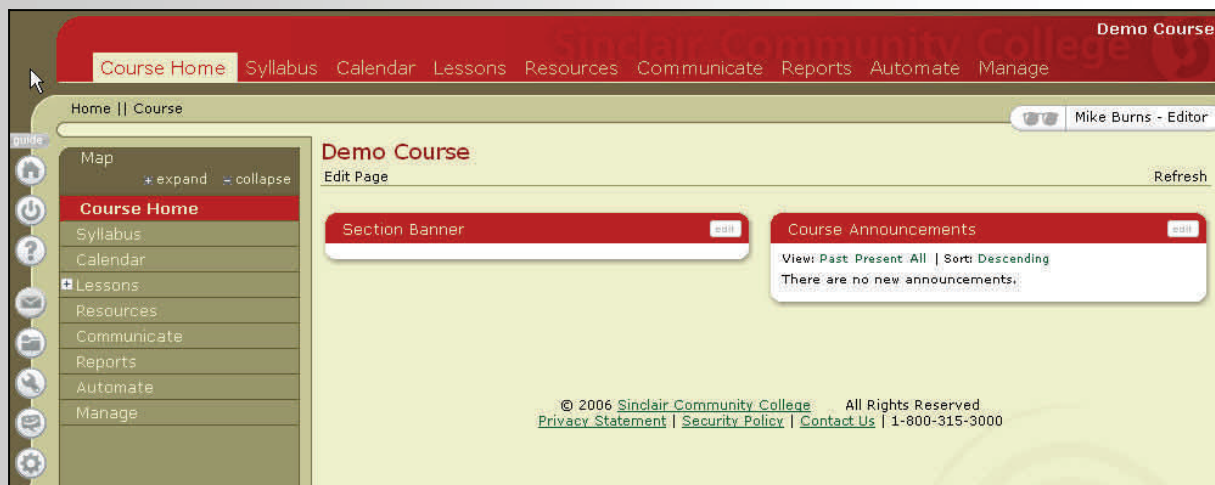 Demo Course
Sinclair Community College
Course Home Syllabus Calendar Lessons Resources Communicate Reports Automate Manage
Home || Course
Mike Burns - Editor
guide
Map
+ expand - collapse
Course Home
Syllabus
Calendar
+ Lessons
Resources
Communicate
Reports
Automate
Manage
Demo Course
Edit Page Refresh
Section Banner edit
Course Announcements edit
View: Past Present All | Sort: Descending
There are no new announcements.
© 2006 Sinclair Community College All Rights Reserved
Privacy Statement | Security Policy | Contact Us | 1-800-315-3000